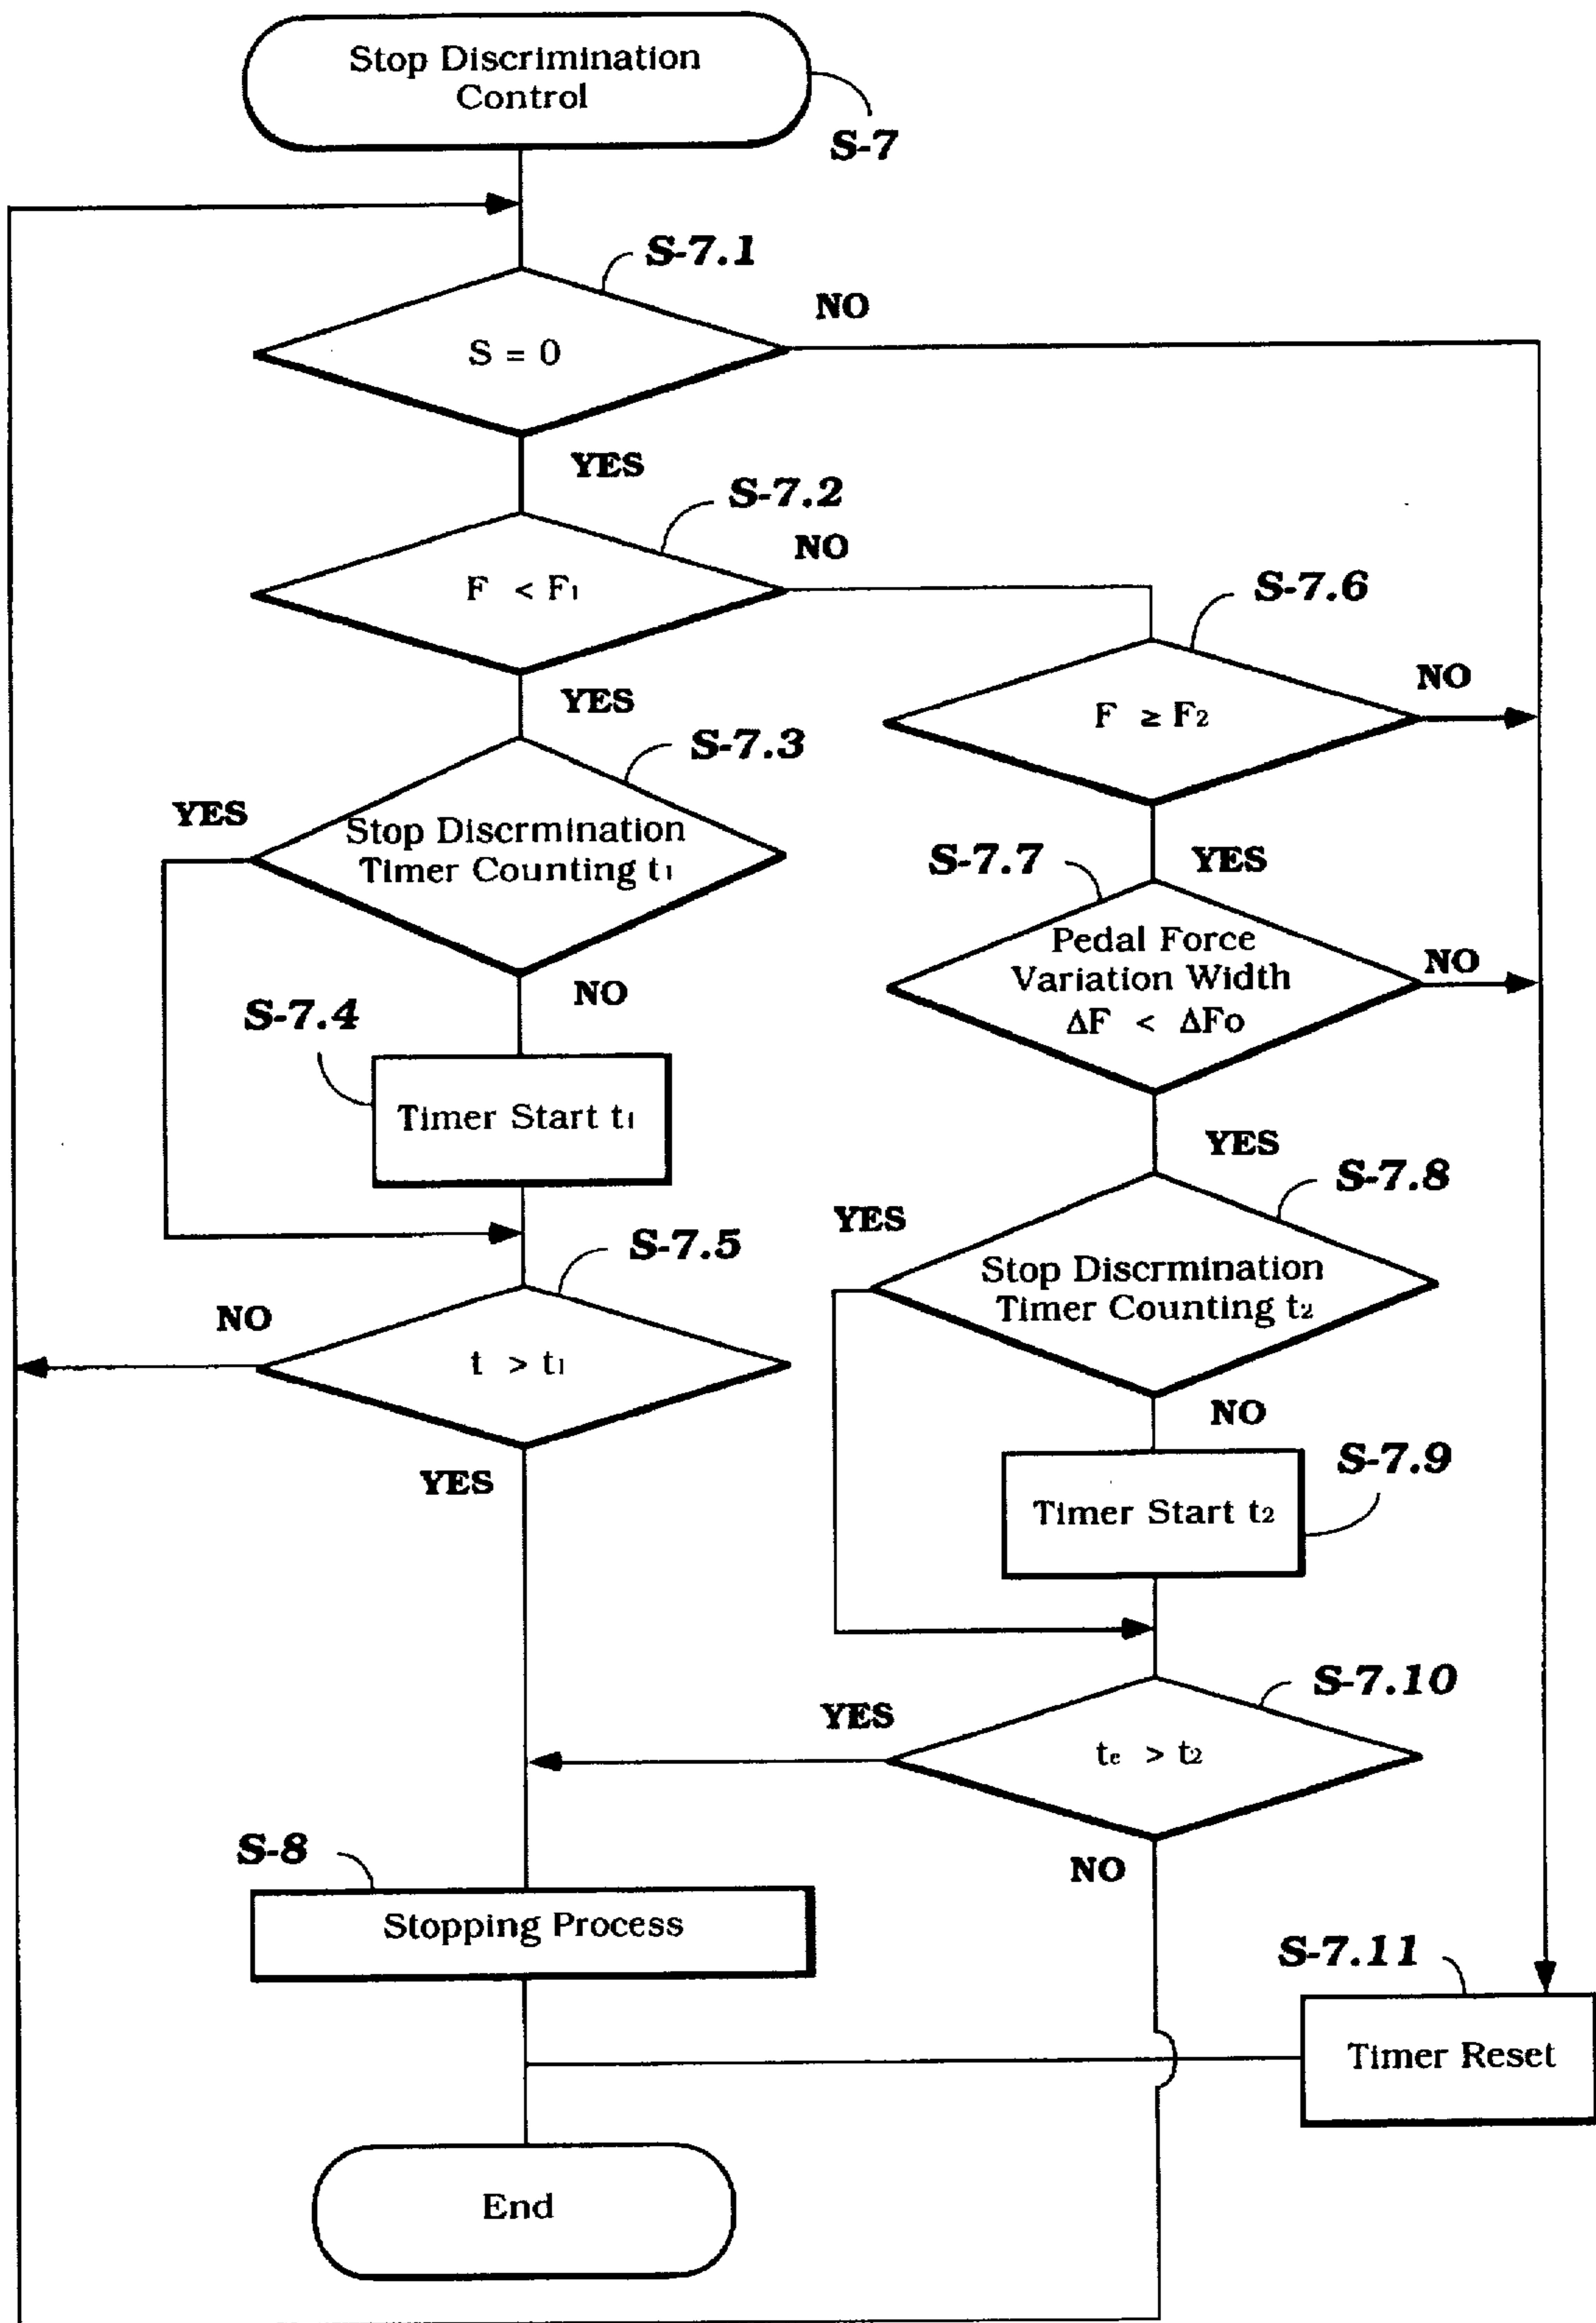 Stop Discrimination
Control
S-7
S-7.1
NO
S = 0
YES
S-7.2
NO
F < F1
S-7.6
YES
NO
F ≥ F2
S-7.3
YES
Stop Discrmination
Timer Counting t1
S-7.7
YES
Pedal Force
Variation Width
ΔF < ΔFo
NO
NO
S-7.4
Timer Start t1
YES
S-7.8
YES
Stop Discrmination
Timer Counting t2
S-7.5
NO
t > t1
NO
YES
S-7.9
Timer Start t2
S-7.10
YES
te > t2
NO
S-8
Stopping Process
S-7.11
Timer Reset
End